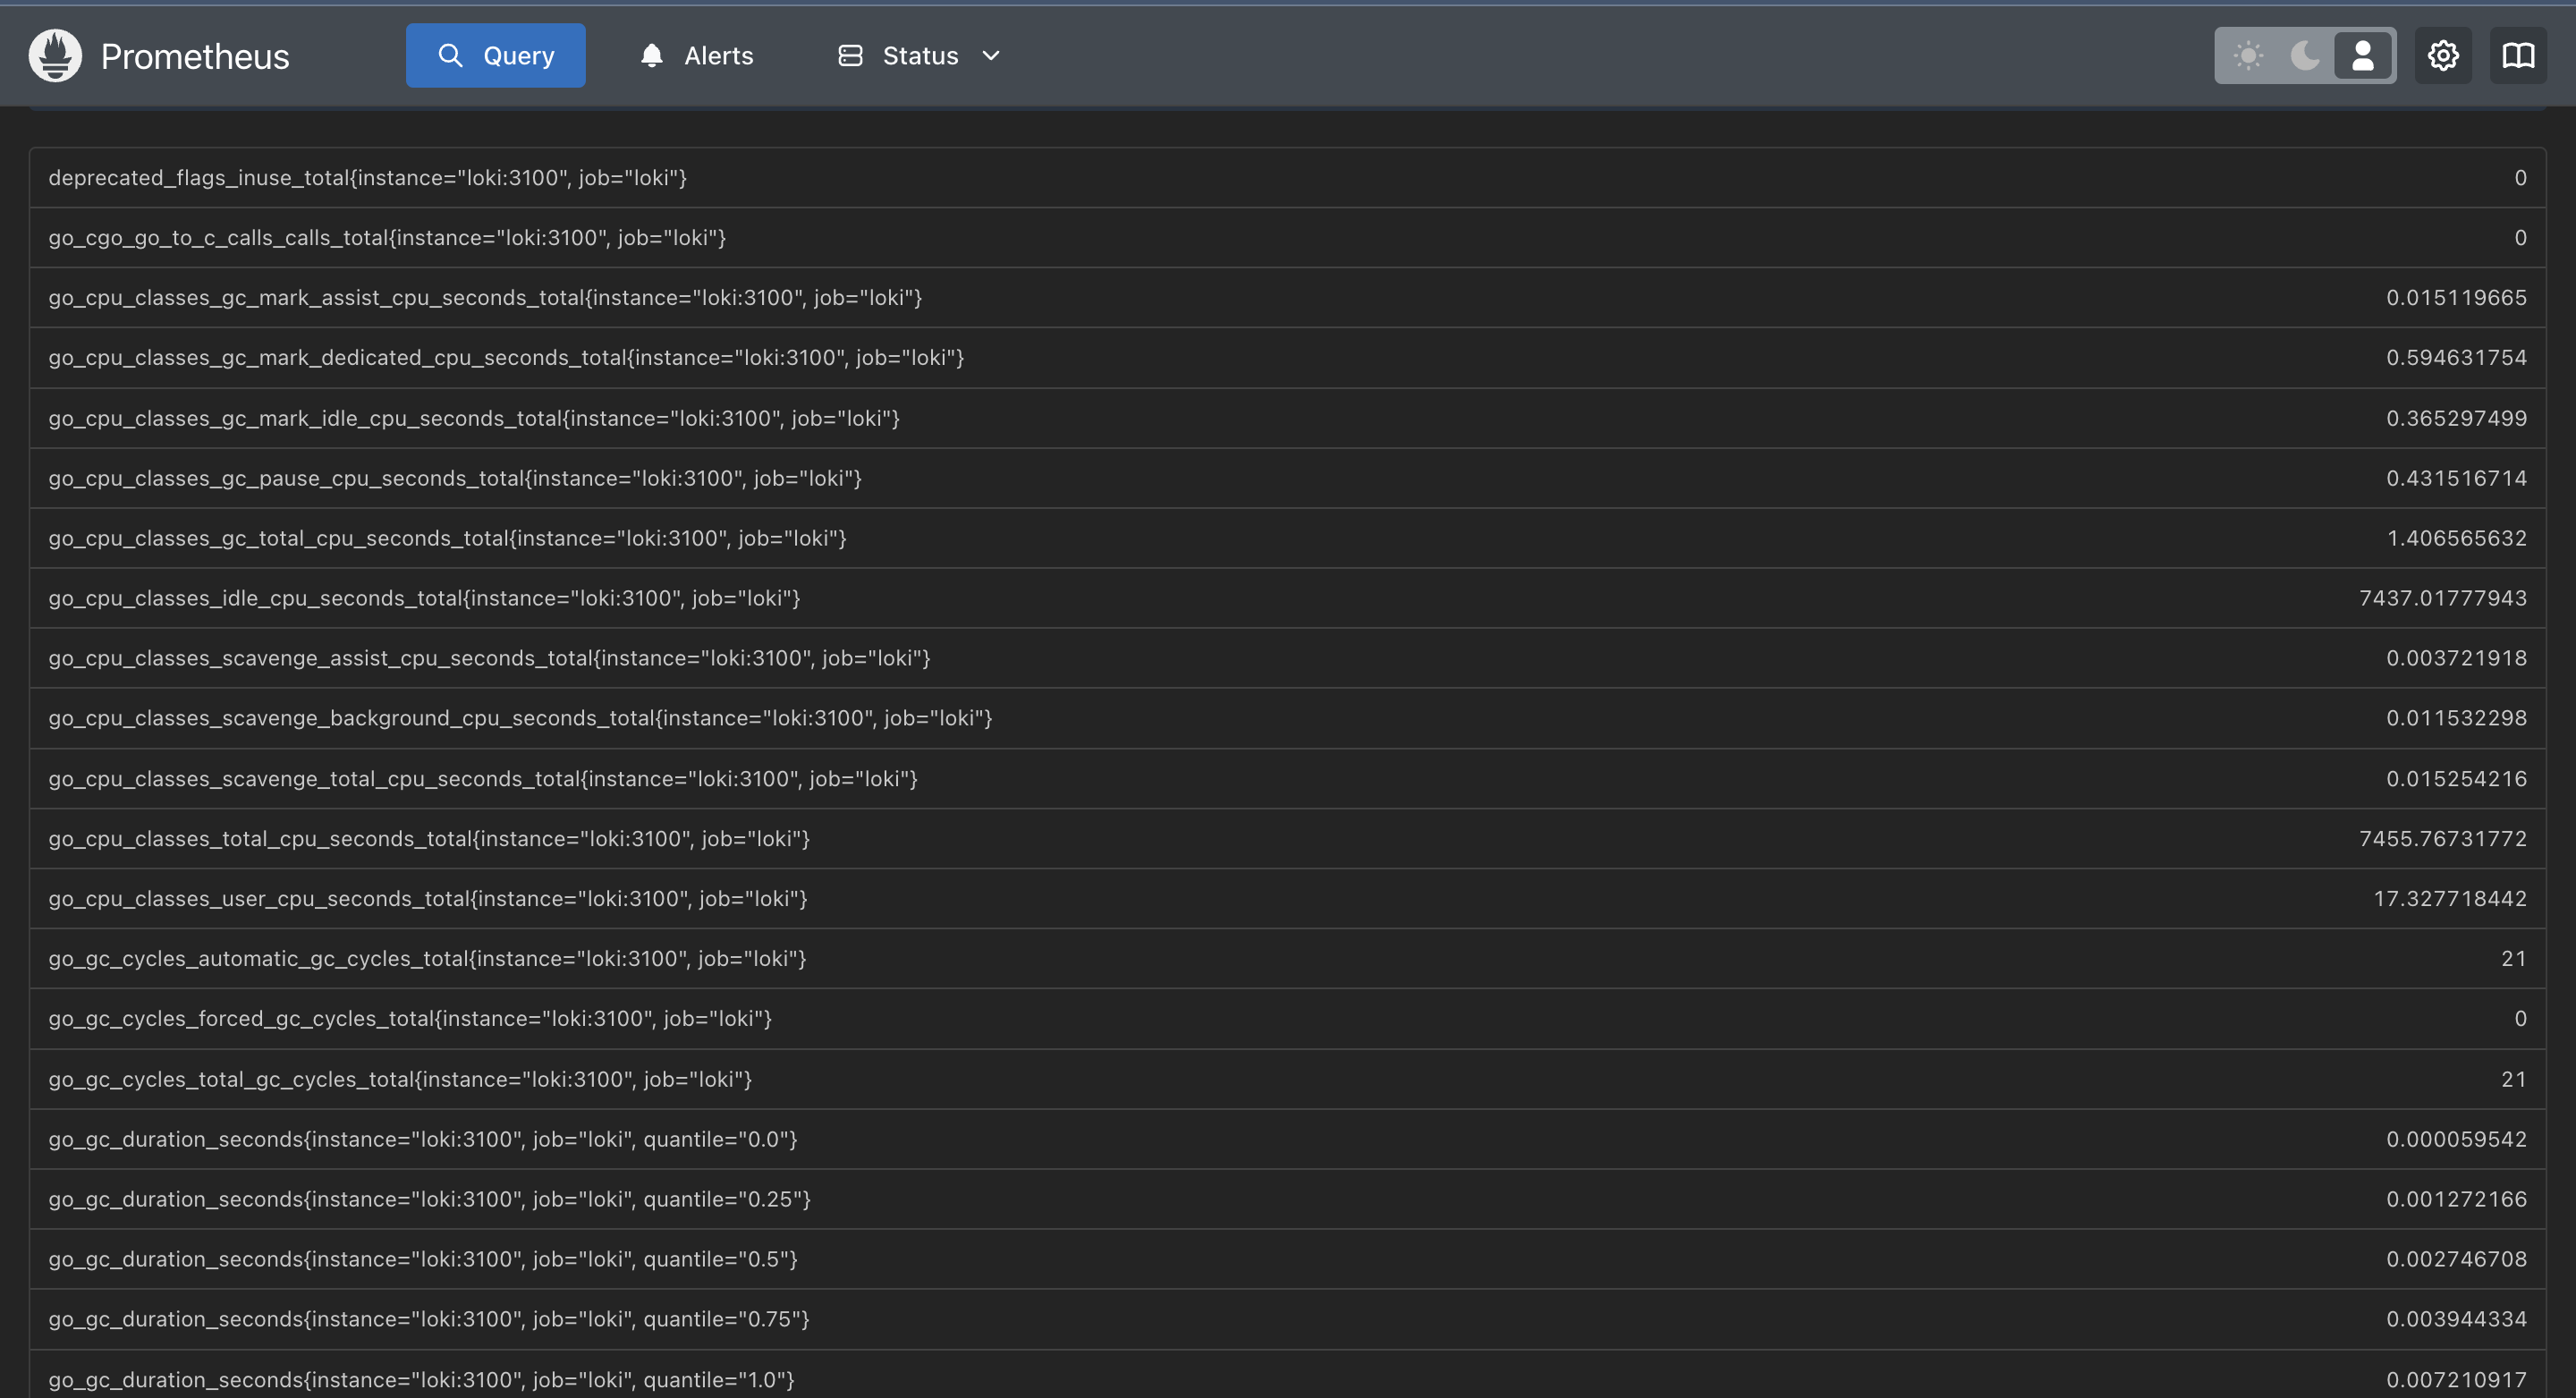 Prometheus Query Alerts Status
deprecated_flags_inuse_total{instance="loki:3100", job="loki"} 0
go_cgo_go_to_c_calls_calls_total{instance="loki:3100", job="loki"} 0
go_cpu_classes_gc_mark_assist_cpu_seconds_total{instance="loki:3100", job="loki"} 0.015119665
go_cpu_classes_gc_mark_dedicated_cpu_seconds_total{instance="loki:3100", job="loki"} 0.594631754
go_cpu_classes_gc_mark_idle_cpu_seconds_total{instance="loki:3100", job="loki"} 0.365297499
go_cpu_classes_gc_pause_cpu_seconds_total{instance="loki:3100", job="loki"} 0.431516714
go_cpu_classes_gc_total_cpu_seconds_total{instance="loki:3100", job="loki"} 1.406565632
go_cpu_classes_idle_cpu_seconds_total{instance="loki:3100", job="loki"} 7437.01777943
go_cpu_classes_scavenge_assist_cpu_seconds_total{instance="loki:3100", job="loki"} 0.003721918
go_cpu_classes_scavenge_background_cpu_seconds_total{instance="loki:3100", job="loki"} 0.011532298
go_cpu_classes_scavenge_total_cpu_seconds_total{instance="loki:3100", job="loki"} 0.015254216
go_cpu_classes_total_cpu_seconds_total{instance="loki:3100", job="loki"} 7455.76731772
go_cpu_classes_user_cpu_seconds_total{instance="loki:3100", job="loki"} 17.327718442
go_gc_cycles_automatic_gc_cycles_total{instance="loki:3100", job="loki"} 21
go_gc_cycles_forced_gc_cycles_total{instance="loki:3100", job="loki"} 0
go_gc_cycles_total_gc_cycles_total{instance="loki:3100", job="loki"} 21
go_gc_duration_seconds{instance="loki:3100", job="loki", quantile="0.0"} 0.000059542
go_gc_duration_seconds{instance="loki:3100", job="loki", quantile="0.25"} 0.001272166
go_gc_duration_seconds{instance="loki:3100", job="loki", quantile="0.5"} 0.002746708
go_gc_duration_seconds{instance="loki:3100", job="loki", quantile="0.75"} 0.003944334
go_gc_duration_seconds{instance="loki:3100", job="loki", quantile="1.0"} 0.007210917